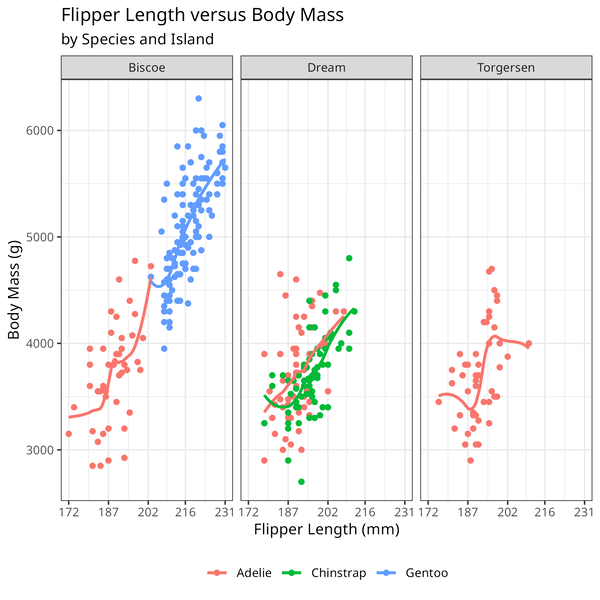 Flipper Length versus Body Mass
by Species and Island
Biscoe Dream Torgersen
Body Mass (g)
6000
5000
4000
3000
172 187 202 216 231 172 187 202 216 231 172 187 202 216 231
Flipper Length (mm)
Adelie Chinstrap Gentoo